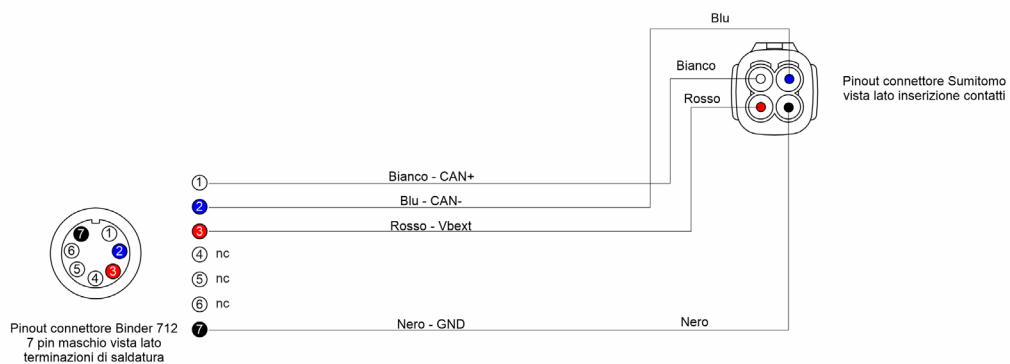 Blu
Bianco
Rosso
Pinout connettore Sumitomo
vista lato inserizione contatti
1 Bianco - CAN+
2 Blu - CAN-
3 Rosso - Vbext
4 nc
5 nc
6 nc
7 Nero - GND Nero
7 1
6 2
5 4 3
Pinout connettore Binder 712
7 pin maschio vista lato
terminazioni di saldatura